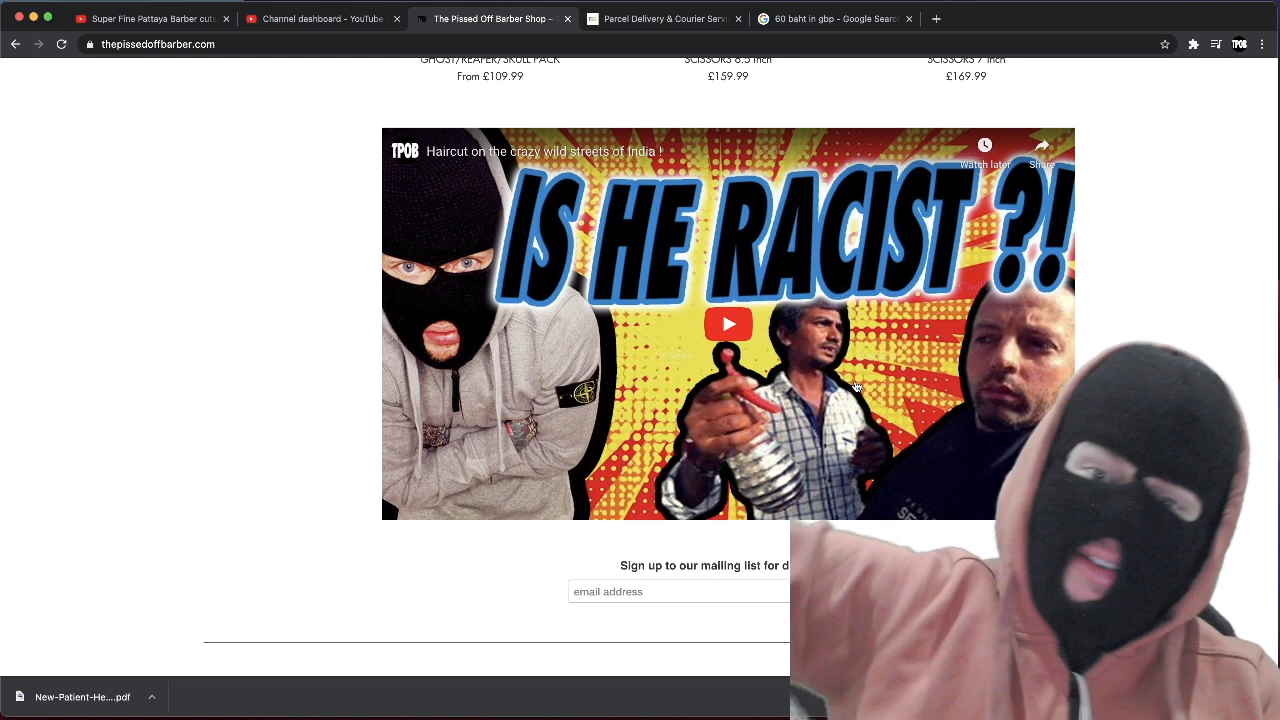 Super Fine Pattaya Barber cuts
Channel dashboard - YouTube
The Pissed Off Barber Shop –
Parcel Delivery & Courier Servi
60 baht in gbp - Google Search
thepissedoffbarber.com
TPOB
GHOST/REAPER/SKULL PACK
SCISSORS 6.5 inch
SCISSORS 7 inch
From £109.99
£159.99
£169.99
TPOB
Haircut on the crazy wild streets of India !
Watch later
Share
IS HE RACIST ?!
Sign up to our mailing list for d
email address
New-Patient-He....pdf